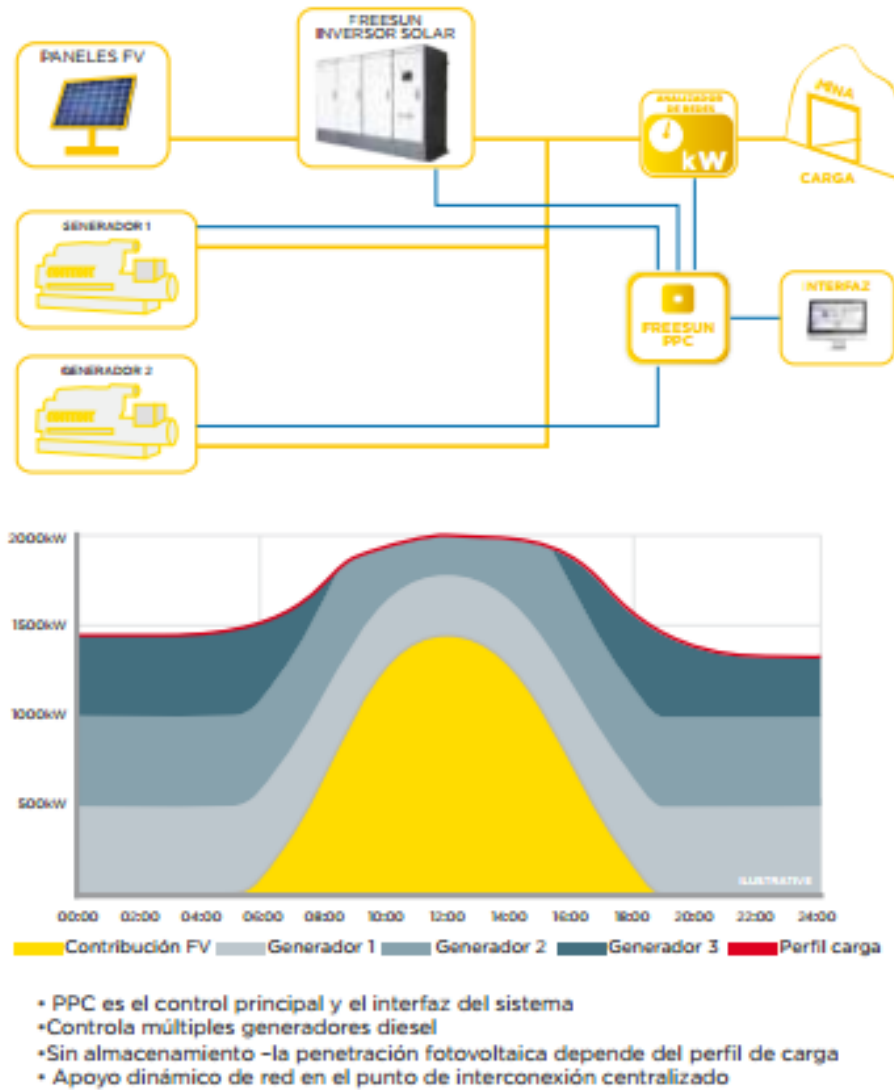 FREESUN
INVERSOR SOLAR
PANELES FV
ANALIZADOR
DE REDES
kW
MINA
CARGA
GENERADOR 1
INTERFAZ
FREESUN
PPC
GENERADOR 2
2000kW
1500kW
1000kW
500kW
ILUSTRATIVE
00:00 02:00 04:00 06:00 08:00 10:00 12:00 14:00 16:00 18:00 20:00 22:00 24:00
Contribución FV Generador 1 Generador 2 Generador 3 Perfil carga
• PPC es el control principal y el interfaz del sistema
•Controla múltiples generadores diesel
•Sin almacenamiento –la penetración fotovoltaica depende del perfil de carga
• Apoyo dinámico de red en el punto de interconexión centralizado